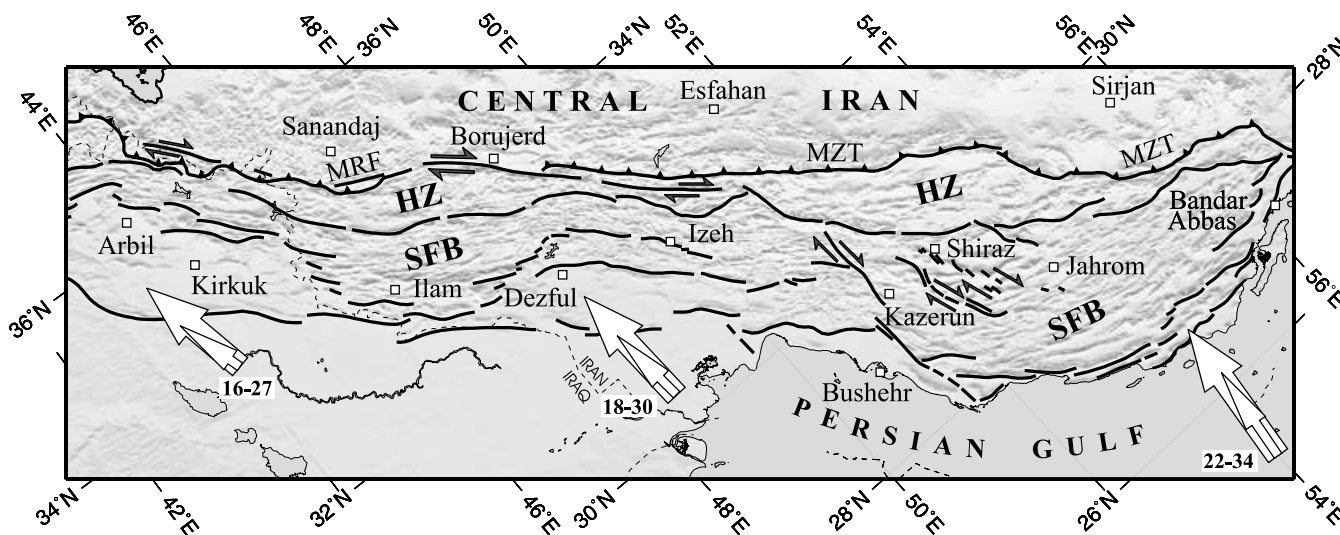 46°E
48°E
36°N
50°E
34°N
52°E
54°E
56°E
30°N
28°N
44°E
CENTRAL IRAN
Esfahan
Sirjan
Sanandaj
Borujerd
MRF
MZT
MZT
HZ
HZ
Bandar
Abbas
Arbil
SFB
Izeh
Shiraz
Jahrom
Kirkuk
Ilam
Dezful
Kazerun
SFB
36°N
56°E
16-27
IRAN
IRAQ
18-30
Bushehr
PERSIAN GULF
22-34
34°N
42°E
32°N
46°E
30°N
48°E
28°N
50°E
26°N
54°E